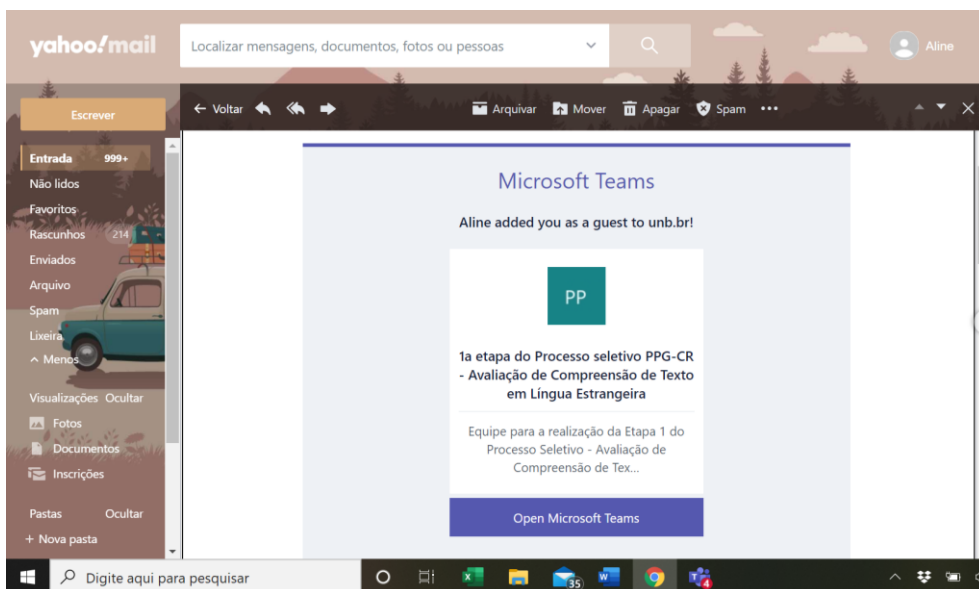 yahoo!mail
Localizar mensagens, documentos, fotos ou pessoas
Aline
Escrever
← Voltar
Arquivar
Mover
Apagar
Spam
Entrada 999+
Não lidos
Favoritos
Rascunhos 214
Enviados
Arquivo
Spam
Lixeira
Menos
Visualizações Ocultar
Fotos
Documentos
Inscrições
Pastas Ocultar
+ Nova pasta
Microsoft Teams
Aline added you as a guest to unb.br!
PP
1a etapa do Processo seletivo PPG-CR
- Avaliação de Compreensão de Texto
em Língua Estrangeira
Equipe para a realização da Etapa 1 do
Processo Seletivo - Avaliação de
Compreensão de Tex...
Open Microsoft Teams
Digite aqui para pesquisar
35
4